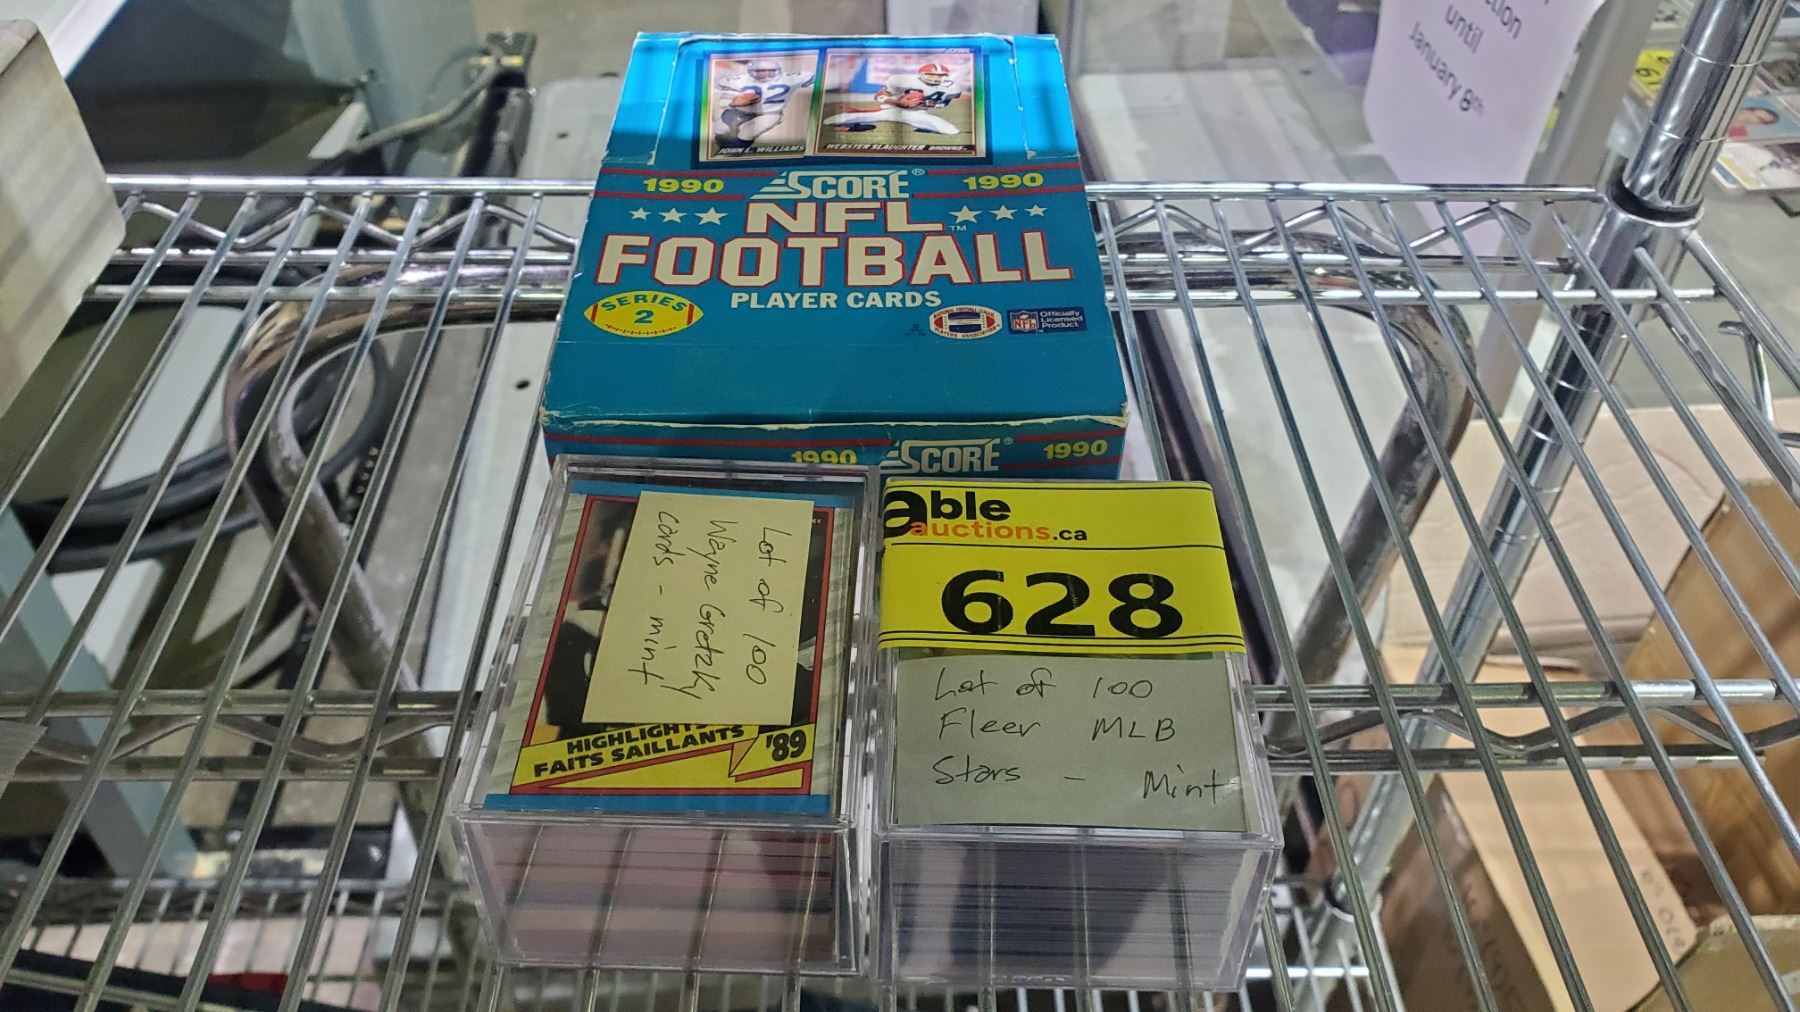 until
January 8th
JOHN L. WILLIAMS
WEBSTER SLAUGHTER BROWNS
1990 SCORE® 1990
NFL™
FOOTBALL
PLAYER CARDS
SERIES
2
NFL
Officially
Licensed
Product
1990 SCORE® 1990
Lot of 100
Wayne Gretzky
cards - mint
HIGHLIGHTS
FAITS SAILLANTS '89
able
auctions.ca
628
Lot of 100
Fleer MLB
Stars - Mint